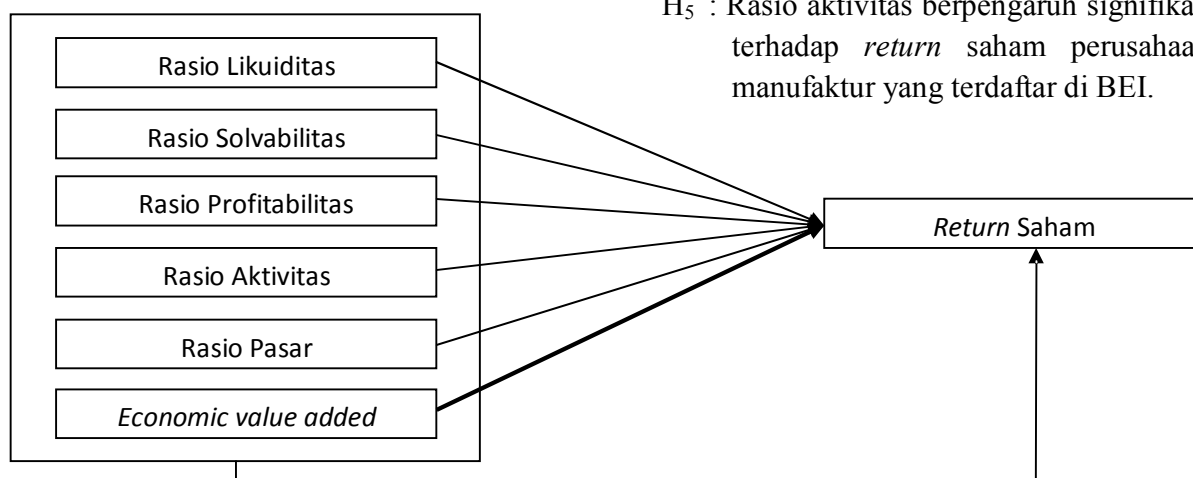 H₅ : Rasio aktivitas berpengaruh signifika
terhadap return saham perusahaa
manufaktur yang terdaftar di BEI.
Rasio Likuiditas
Rasio Solvabilitas
Rasio Profitabilitas
Rasio Aktivitas
Rasio Pasar
Economic value added
Return Saham